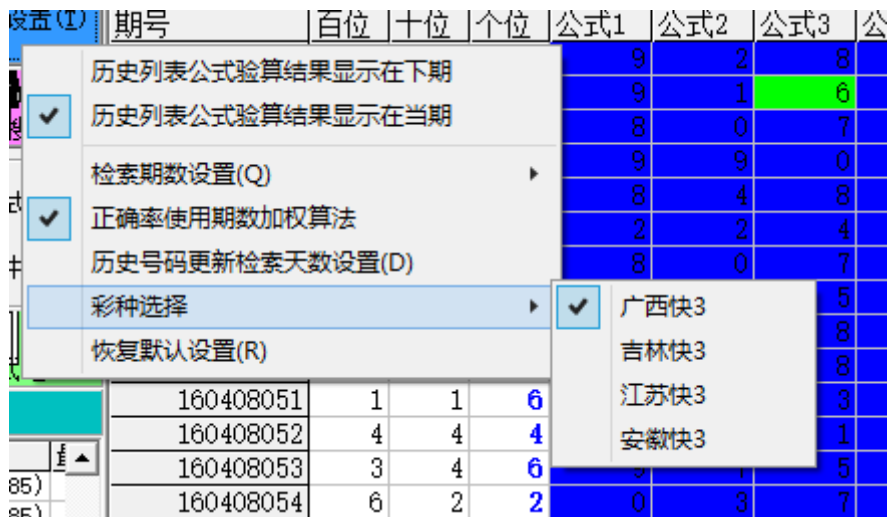 设置(I)
期号 百位 十位 个位 公式1 公式2 公式3 公
历史列表公式验算结果显示在下期
9 2 8
历史列表公式验算结果显示在当期
9 1 6
8 0 7
检索期数设置(Q)
9 9 0
正确率使用期数加权算法
8 4 8
2 2 4
历史号码更新检索天数设置(D)
8 0 7
彩种选择
5
广西快3
恢复默认设置(R)
8
吉林快3
8
160408051 1 1 6
江苏快3
3
160408052 4 4 4
安徽快3
1
160408053 3 4 6
5
85)
160408054 6 2 2 0 3 7
85)